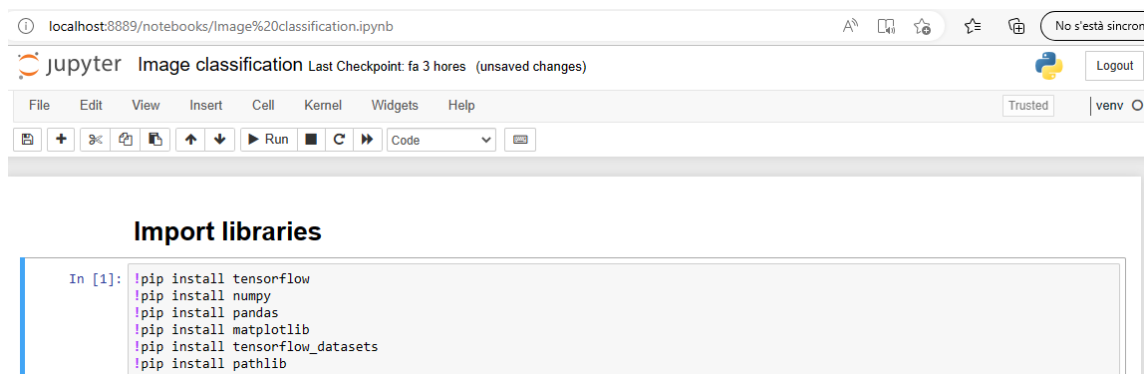 localhost:8889/notebooks/Image%20classification.ipynb
No s'està sincron
jupyter Image classification Last Checkpoint: fa 3 hores (unsaved changes)
Logout
File Edit View Insert Cell Kernel Widgets Help
Trusted venv
Run Code
Import libraries
In [1]: !pip install tensorflow
!pip install numpy
!pip install pandas
!pip install matplotlib
!pip install tensorflow_datasets
!pip install pathlib